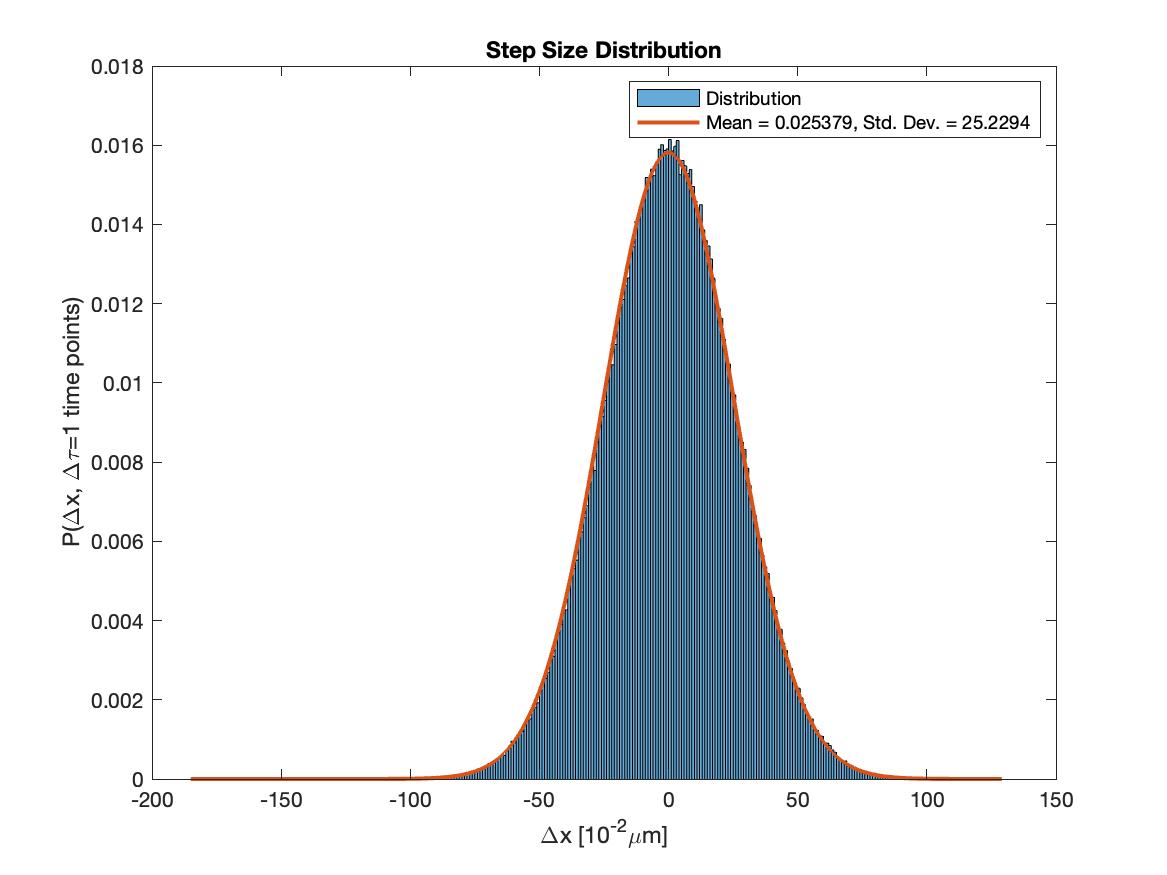 Step Size Distribution
Distribution
Mean = 0.025379, Std. Dev. = 25.2294
0.018
0.016
0.014
0.012
0.01
0.008
0.006
0.004
0.002
0
P(Δx, Δτ=1 time points)
-200 -150 -100 -50 0 50 100 150
Δx [10⁻²μm]